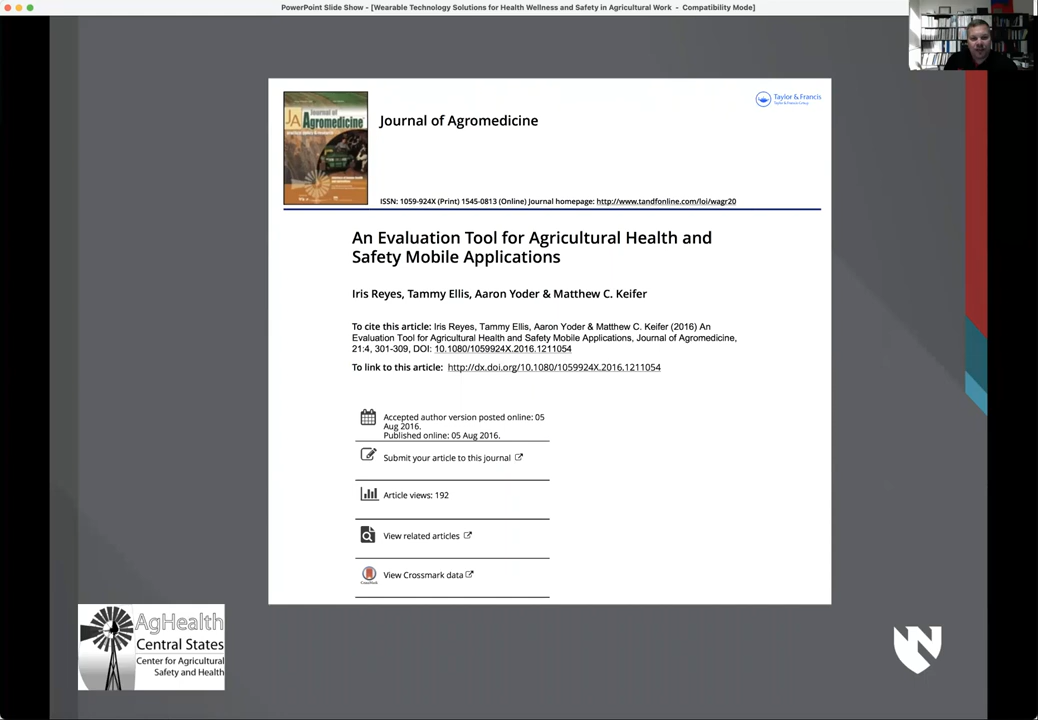 PowerPoint Slide Show - [Wearable Technology Solutions for Health Wellness and Safety in Agricultural Work - Compatibility Mode]
Taylor & Francis
Taylor & Francis Group
Journal of
Agromedicine
Journal of Agromedicine
ISSN: 1059-924X (Print) 1545-0813 (Online) Journal homepage: http://www.tandfonline.com/loi/wagr20
An Evaluation Tool for Agricultural Health and
Safety Mobile Applications
Iris Reyes, Tammy Ellis, Aaron Yoder & Matthew C. Keifer
To cite this article: Iris Reyes, Tammy Ellis, Aaron Yoder & Matthew C. Keifer (2016) An
Evaluation Tool for Agricultural Health and Safety Mobile Applications, Journal of Agromedicine,
21:4, 301-309, DOI: 10.1080/1059924X.2016.1211054
To link to this article: http://dx.doi.org/10.1080/1059924X.2016.1211054
Accepted author version posted online: 05
Aug 2016.
Published online: 05 Aug 2016.
Submit your article to this journal
Article views: 192
View related articles
View Crossmark data
AgHealth
Central States
Center for Agricultural
Safety and Health
N